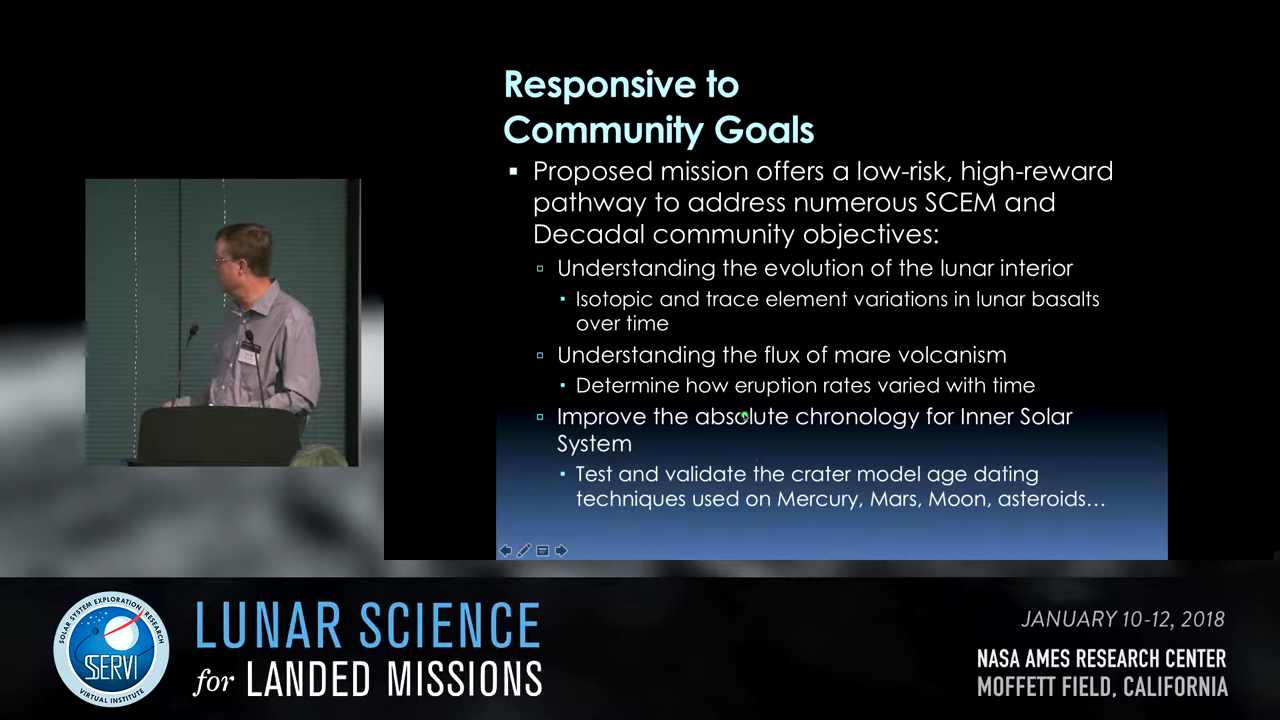 Responsive to
Community Goals
▪ Proposed mission offers a low-risk, high-reward
pathway to address numerous SCEM and
Decadal community objectives:
▫ Understanding the evolution of the lunar interior
▪ Isotopic and trace element variations in lunar basalts
over time
▫ Understanding the flux of mare volcanism
▪ Determine how eruption rates varied with time
▫ Improve the absolute chronology for Inner Solar
System
▪ Test and validate the crater model age dating
techniques used on Mercury, Mars, Moon, asteroids…
SOLAR SYSTEM EXPLORATION RESEARCH
SSERVI
VIRTUAL INSTITUTE
LUNAR SCIENCE
for LANDED MISSIONS
JANUARY 10-12, 2018
NASA AMES RESEARCH CENTER
MOFFETT FIELD, CALIFORNIA